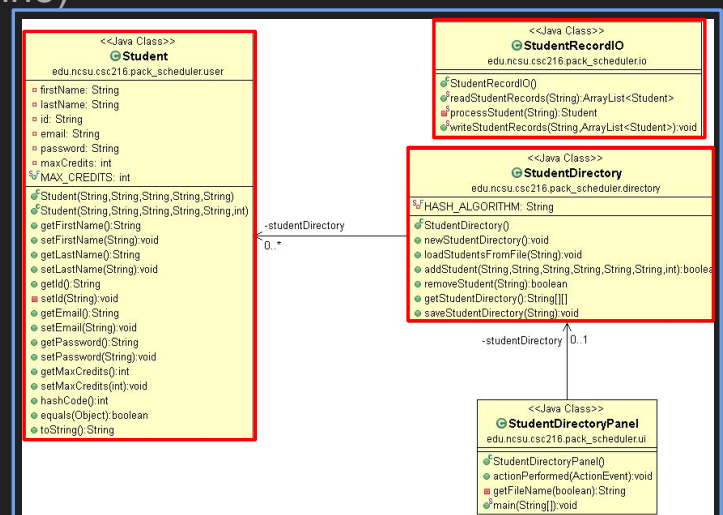 <<Java Class>>
Student
edu.ncsu.csc216.pack_scheduler.user
firstName: String
lastName: String
id: String
email: String
password: String
maxCredits: int
MAX_CREDITS: int
Student(String,String,String,String,String)
Student(String,String,String,String,String,int)
getFirstName():String
setFirstName(String):void
getLastName():String
setLastName(String):void
getId():String
setId(String):void
getEmail():String
setEmail(String):void
getPassword():String
setPassword(String):void
getMaxCredits():int
setMaxCredits(int):void
hashCode():int
equals(Object):boolean
toString():String
<<Java Class>>
StudentRecordIO
edu.ncsu.csc216.pack_scheduler.io
StudentRecordIO()
readStudentRecords(String):ArrayList<Student>
processStudent(String):Student
writeStudentRecords(String,ArrayList<Student>):void
-studentDirectory
0..*
<<Java Class>>
StudentDirectory
edu.ncsu.csc216.pack_scheduler.directory
HASH_ALGORITHM: String
StudentDirectory()
newStudentDirectory():void
loadStudentsFromFile(String):void
addStudent(String,String,String,String,String,String,int):boolea
removeStudent(String):boolean
getStudentDirectory():String[][]
saveStudentDirectory(String):void
-studentDirectory 0..1
<<Java Class>>
StudentDirectoryPanel
edu.ncsu.csc216.pack_scheduler.ui
StudentDirectoryPanel()
actionPerformed(ActionEvent):void
getFileName(boolean):String
main(String[]):void